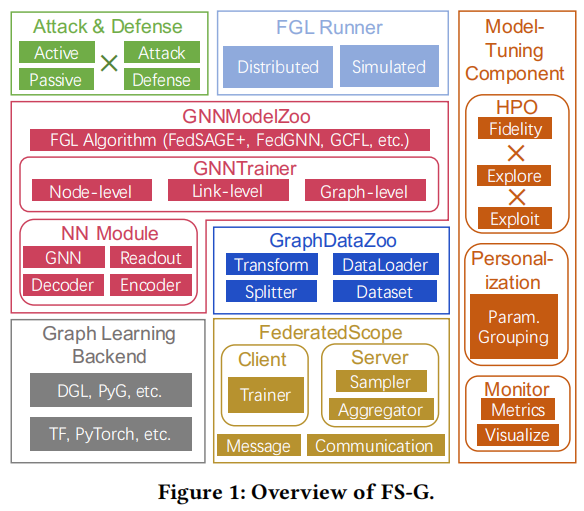 Attack & Defense
Active
Attack
×
Passive
Defense
FGL Runner
Distributed
Simulated
GNNModelZoo
FGL Algorithm (FedSAGE+, FedGNN, GCFL, etc.)
GNNTrainer
Node-level
Link-level
Graph-level
NN Module
GNN
Readout
Decoder
Encoder
GraphDataZoo
Transform
DataLoader
Splitter
Dataset
Graph Learning
Backend
DGL, PyG, etc.
TF, PyTorch, etc.
FederatedScope
Client
Trainer
Server
Sampler
Aggregator
Message
Communication
Model-
Tuning
Component
HPO
Fidelity
×
Explore
×
Exploit
Personal-
ization
Param.
Grouping
Monitor
Metrics
Visualize
Figure 1: Overview of FS-G.